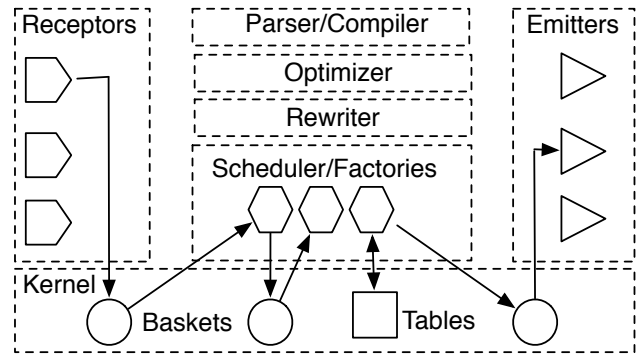 Receptors
Parser/Compiler
Emitters
Optimizer
Rewriter
Scheduler/Factories
Kernel
Baskets
Tables